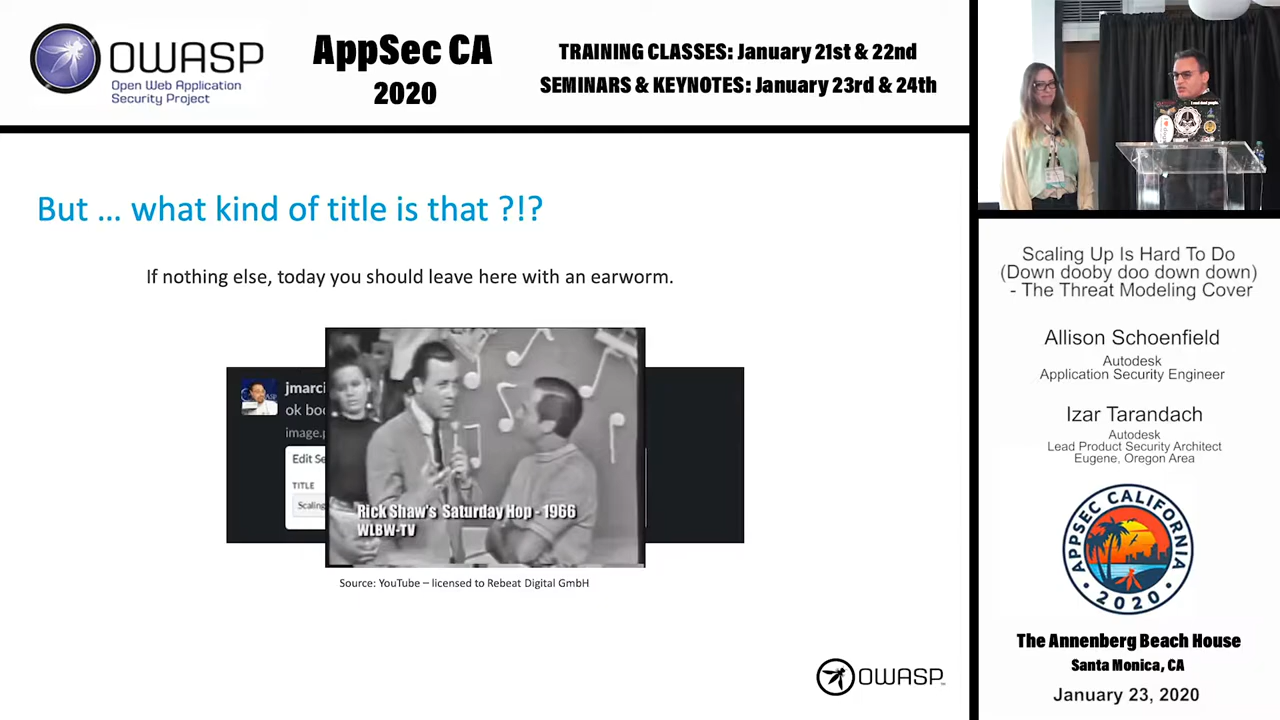 OWASP
Open Web Application
Security Project
AppSec CA
2020
TRAINING CLASSES: January 21st & 22nd
SEMINARS & KEYNOTES: January 23rd & 24th
But ... what kind of title is that ?!?
If nothing else, today you should leave here with an earworm.
jmarci
ok boo
image.p
Edit Se
TITLE
Scaling
Rick Shaw's Saturday Hop - 1966
WLBW-TV
Source: YouTube – licensed to Rebeat Digital GmbH
OWASP
Scaling Up Is Hard To Do
(Down dooby doo down down)
- The Threat Modeling Cover
Allison Schoenfield
Autodesk
Application Security Engineer
Izar Tarandach
Autodesk
Lead Product Security Architect
Eugene, Oregon Area
APPSEC CALIFORNIA
2020
The Annenberg Beach House
Santa Monica, CA
January 23, 2020